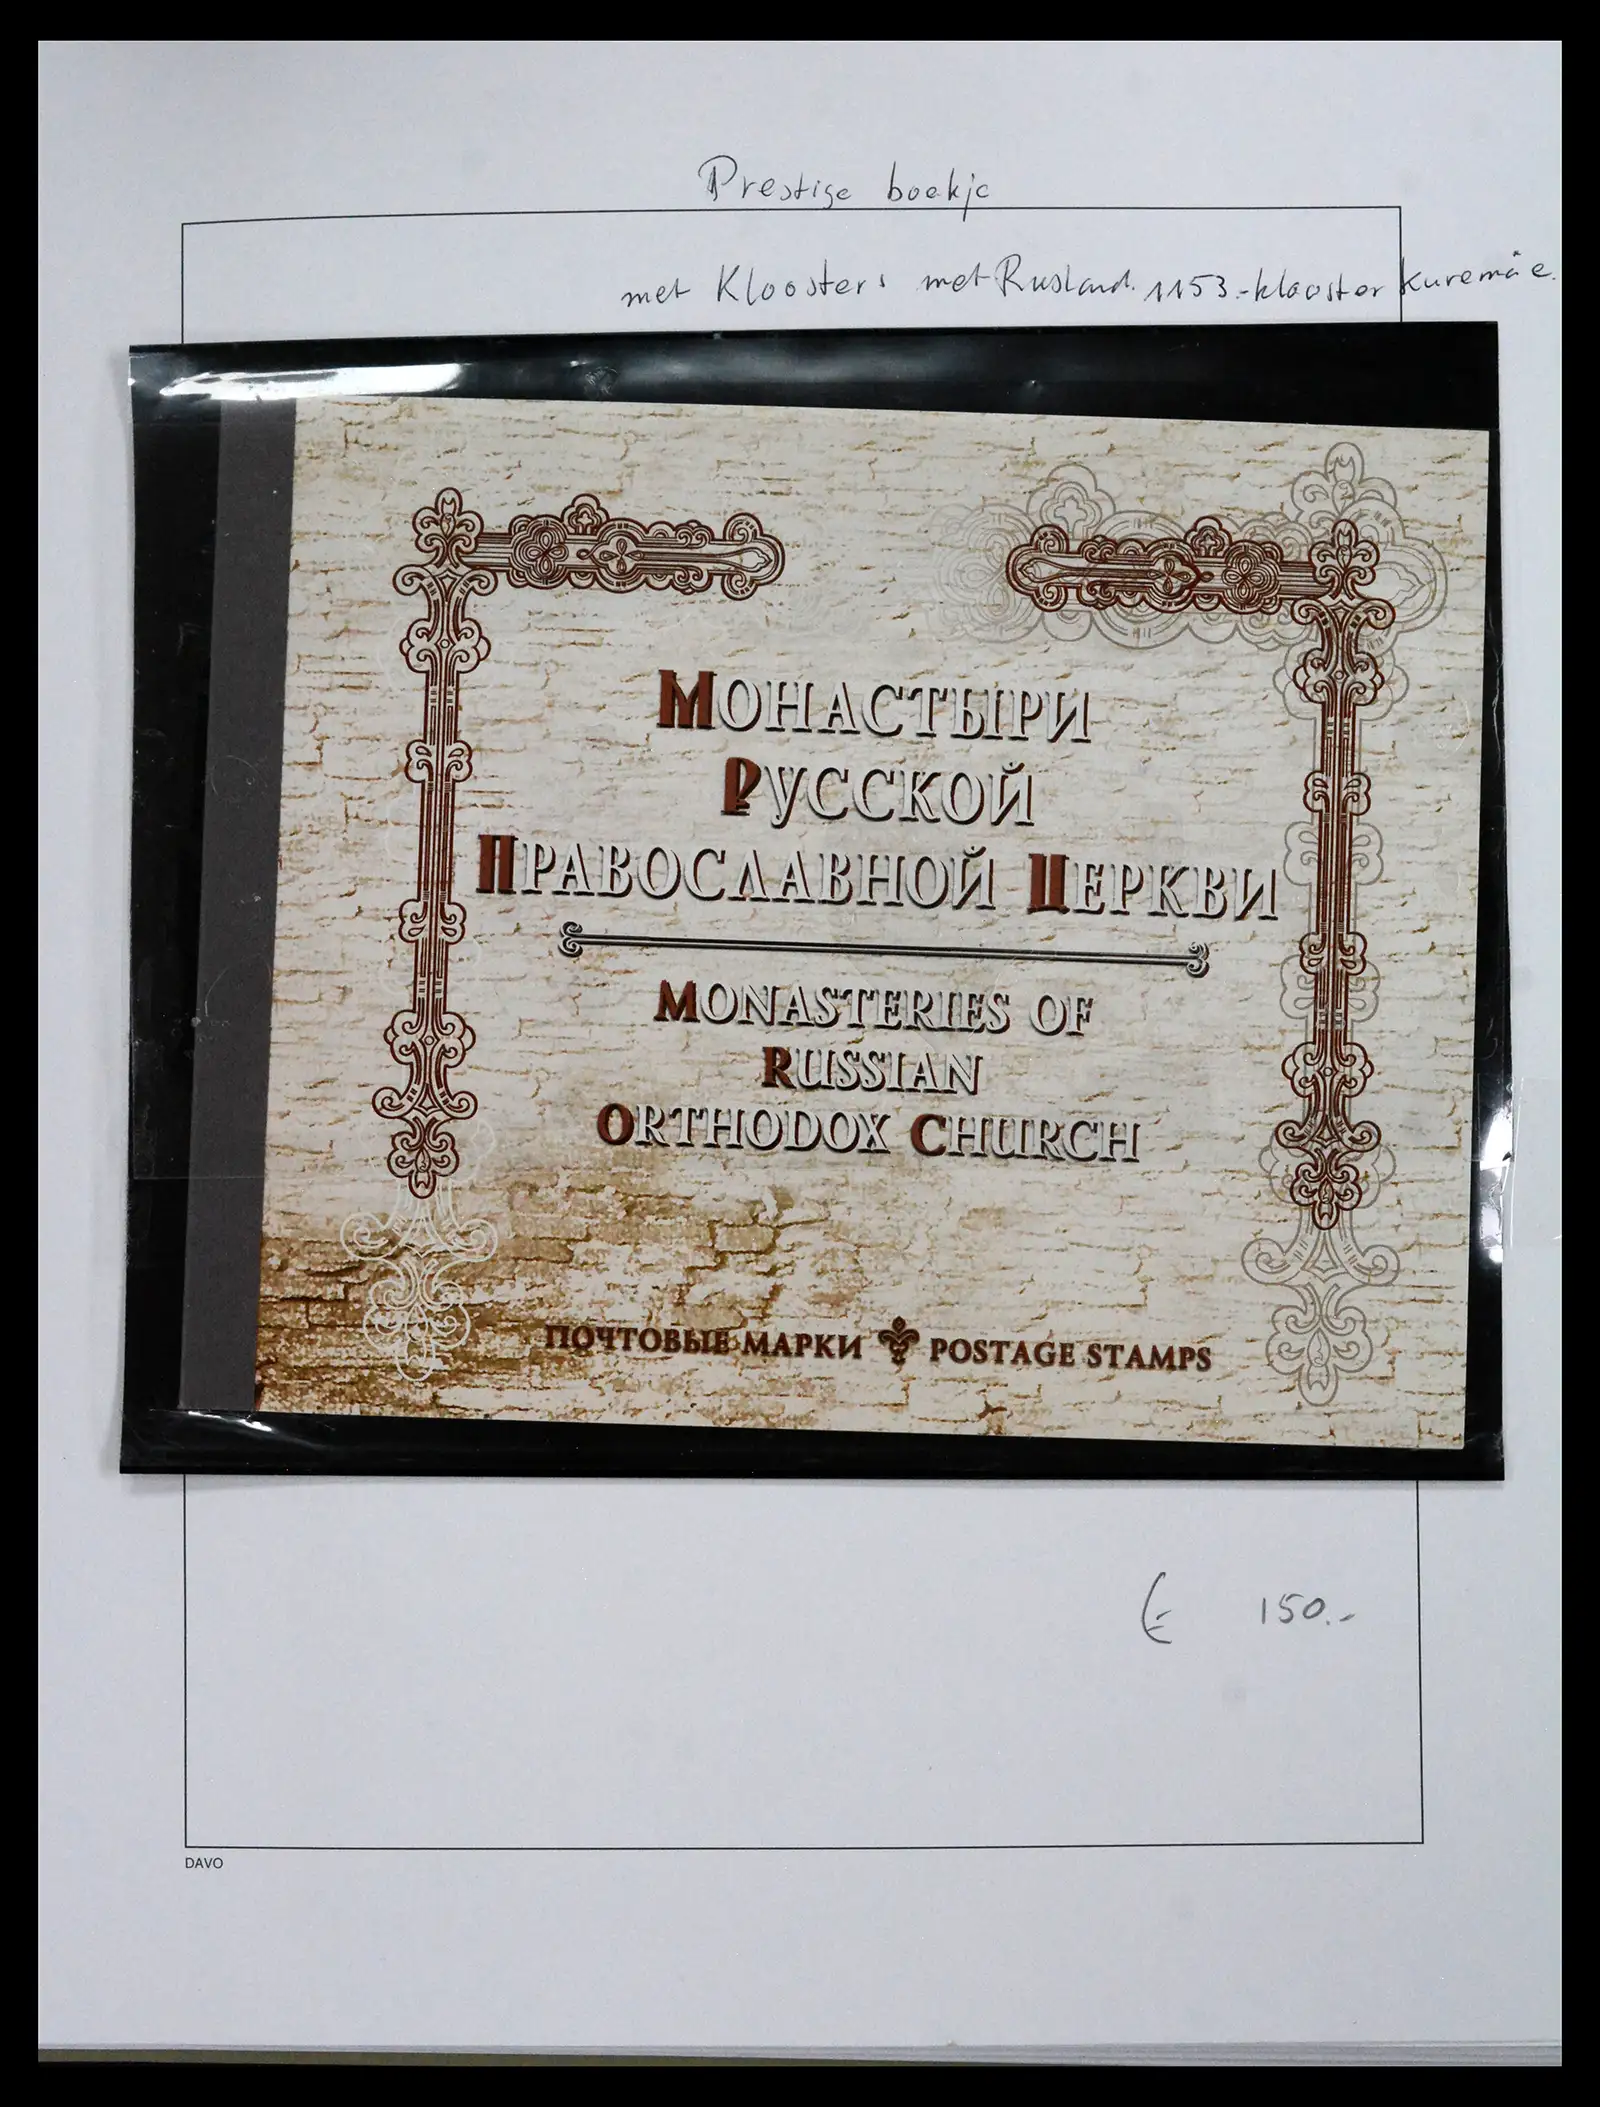 Prestige boekje
met Kloosters met Rusland. 1153.-klooster Kuremäe.
Монастыри
Русской
Православной Церкви
Monasteries of
Russian
Orthodox Church
ПОЧТОВЫЕ МАРКИ POSTAGE STAMPS
€ 150.-
DAVO